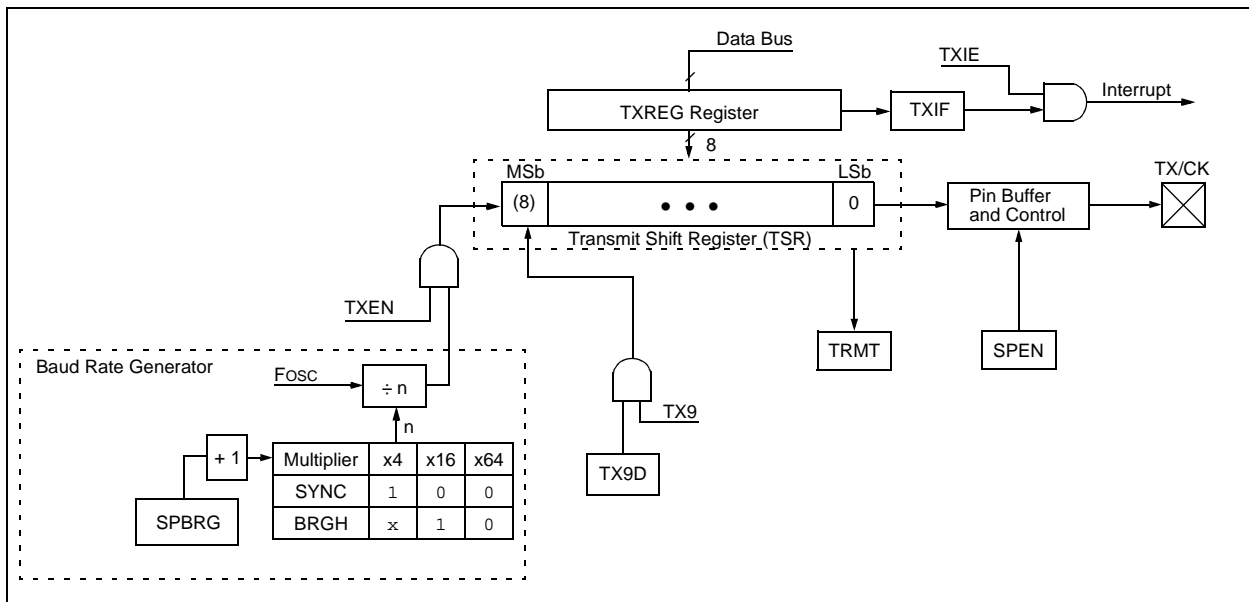 Data Bus
TXIE
Interrupt
TXREG Register
TXIF
8
MSb
LSb
TX/CK
(8)
• • •
0
Pin Buffer
and Control
Transmit Shift Register (TSR)
TXEN
TRMT
SPEN
Baud Rate Generator
FOSC
÷ n
TX9
n
+ 1
Multiplier x4 x16 x64
TX9D
SYNC 1 0 0
SPBRG
BRGH x 1 0